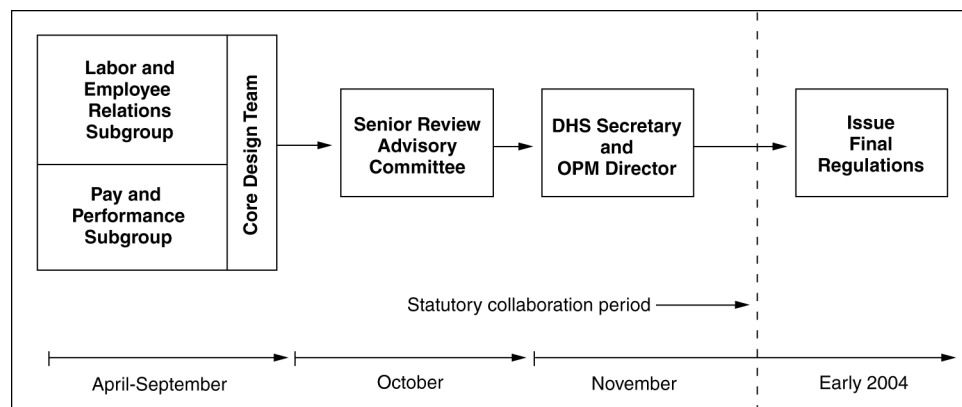 Labor and
Employee
Relations
Subgroup
Pay and
Performance
Subgroup
Core Design Team
Senior Review
Advisory
Committee
DHS Secretary
and
OPM Director
Issue
Final
Regulations
Statutory collaboration period
April-September
October
November
Early 2004